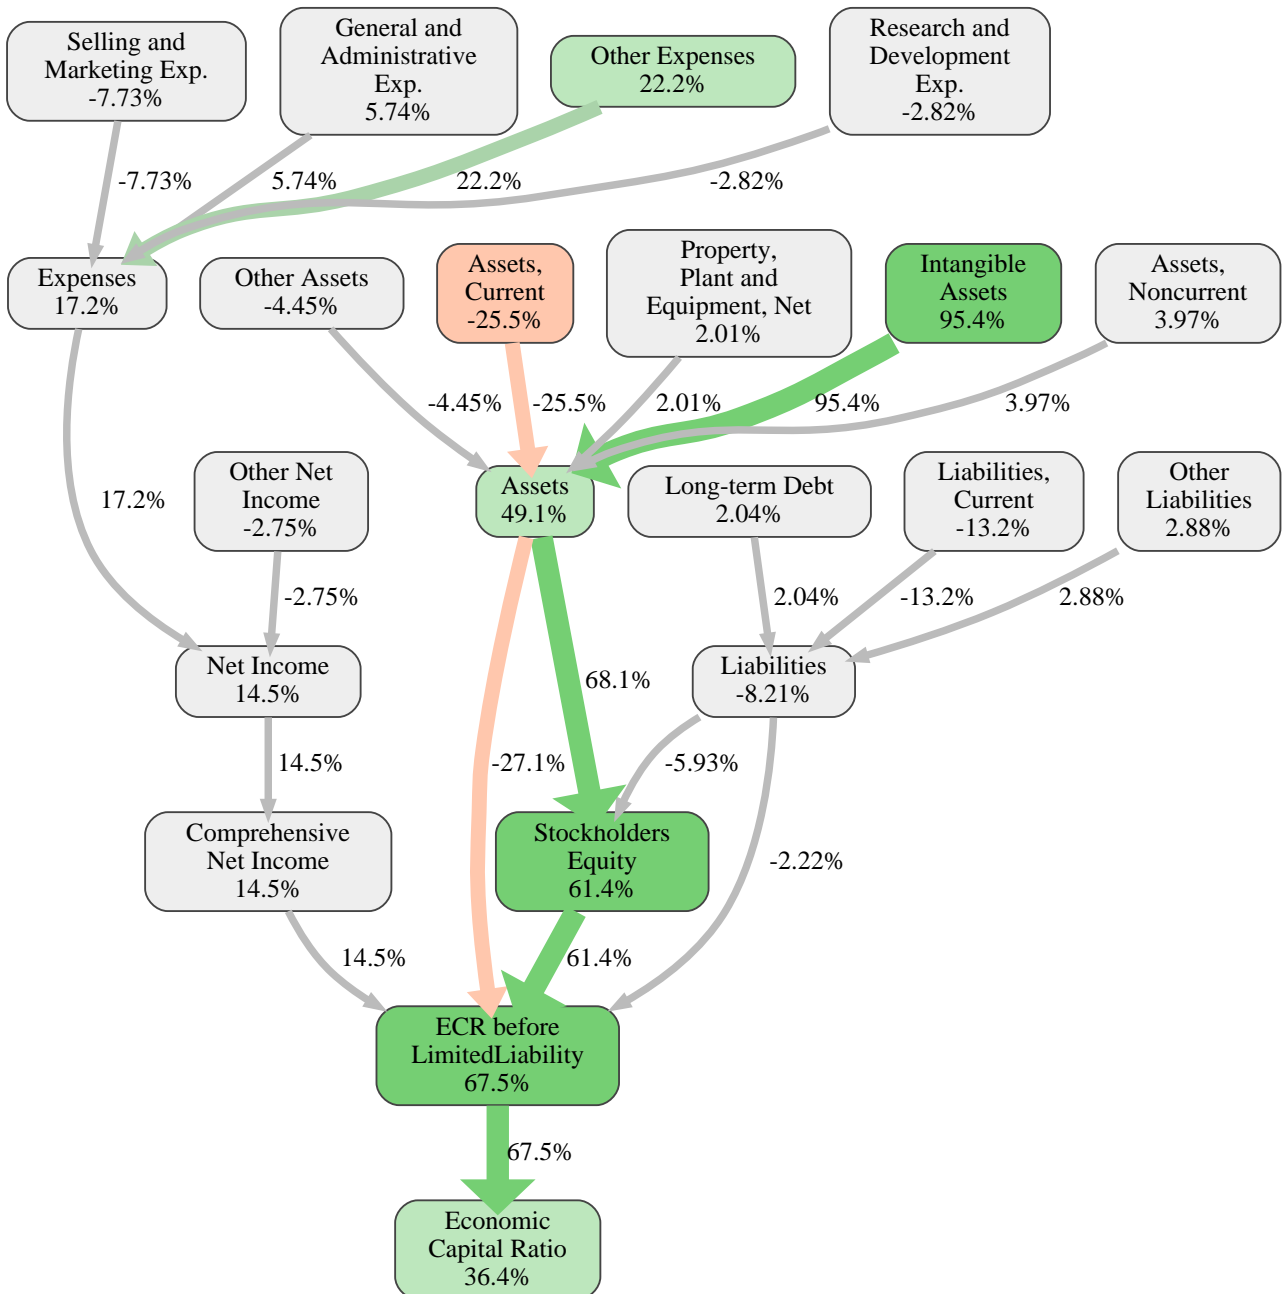 Selling and
Marketing Exp.
-7.73%
General and
Administrative
Exp.
5.74%
Other Expenses
22.2%
Research and
Development
Exp.
-2.82%
-7.73%
5.74%
22.2%
-2.82%
Expenses
17.2%
Other Assets
-4.45%
Assets,
Current
-25.5%
Property,
Plant and
Equipment, Net
2.01%
Intangible
Assets
95.4%
Assets,
Noncurrent
3.97%
-4.45%
-25.5%
2.01%
95.4%
3.97%
17.2%
Other Net
Income
-2.75%
Assets
49.1%
Long-term Debt
2.04%
Liabilities,
Current
-13.2%
Other
Liabilities
2.88%
-2.75%
2.04%
-13.2%
2.88%
Net Income
14.5%
68.1%
Liabilities
-8.21%
14.5%
-27.1%
-5.93%
Comprehensive
Net Income
14.5%
Stockholders
Equity
61.4%
-2.22%
14.5%
61.4%
ECR before
LimitedLiability
67.5%
67.5%
Economic
Capital Ratio
36.4%